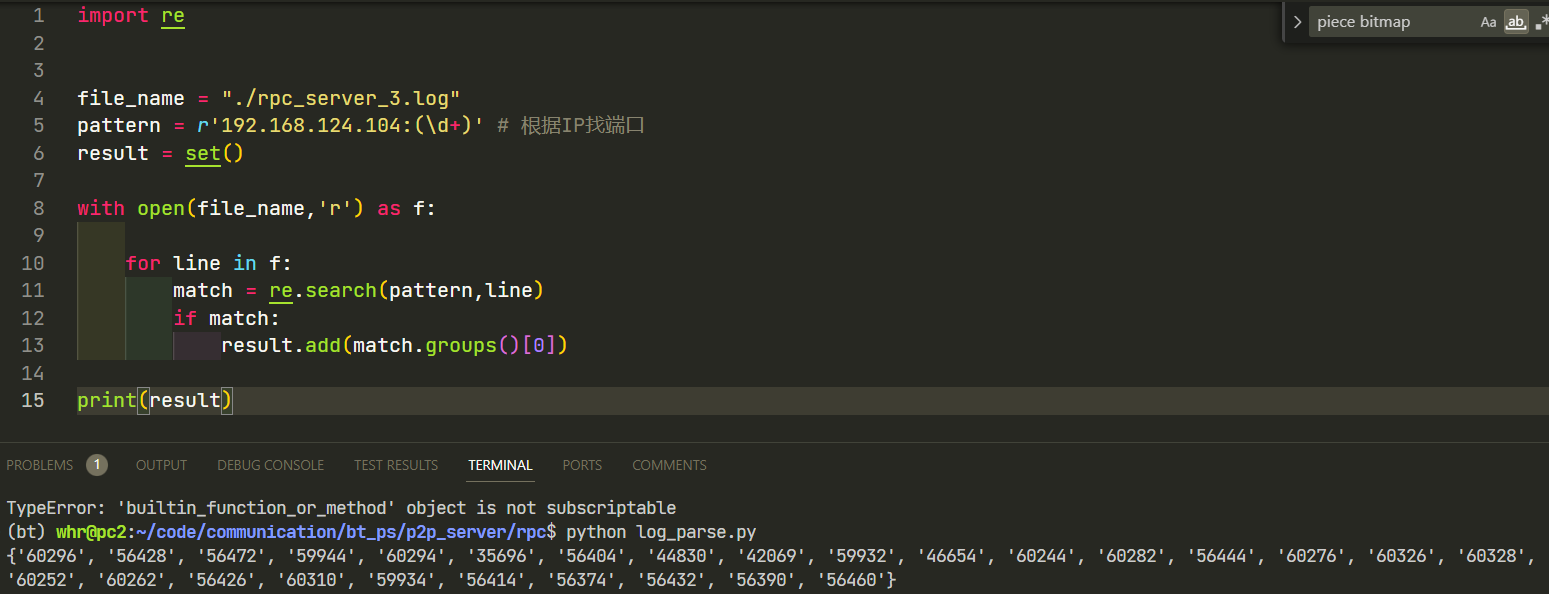 1 import re
2
3
4 file_name = "./rpc_server_3.log"
5 pattern = r'192.168.124.104:(\d+)' # 根据IP找端口
6 result = set()
7
8 with open(file_name,'r') as f:
9
10     for line in f:
11         match = re.search(pattern,line)
12         if match:
13             result.add(match.groups()[0])
14
15 print(result)
piece bitmap Aa ab .*
PROBLEMS 1 OUTPUT DEBUG CONSOLE TEST RESULTS TERMINAL PORTS COMMENTS
TypeError: 'builtin_function_or_method' object is not subscriptable
(bt) whr@pc2:~/code/communication/bt_ps/p2p_server/rpc$ python log_parse.py
{'60296', '56428', '56472', '59944', '60294', '35696', '56404', '44830', '42069', '59932', '46654', '60244', '60282', '56444', '60276', '60326', '60328',
'60252', '60262', '56426', '60310', '59934', '56414', '56374', '56432', '56390', '56460'}